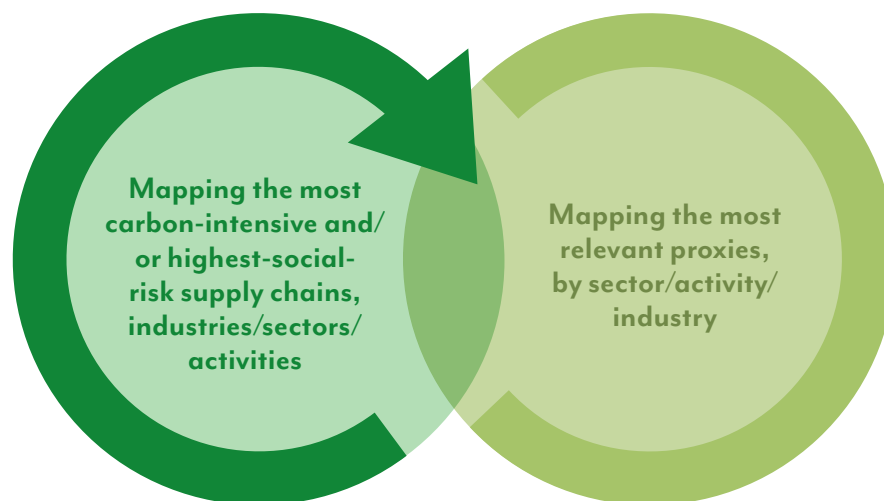 Mapping the most
carbon-intensive and/
or highest-social-
risk supply chains,
industries/sectors/
activities
Mapping the most
relevant proxies,
by sector/activity/
industry